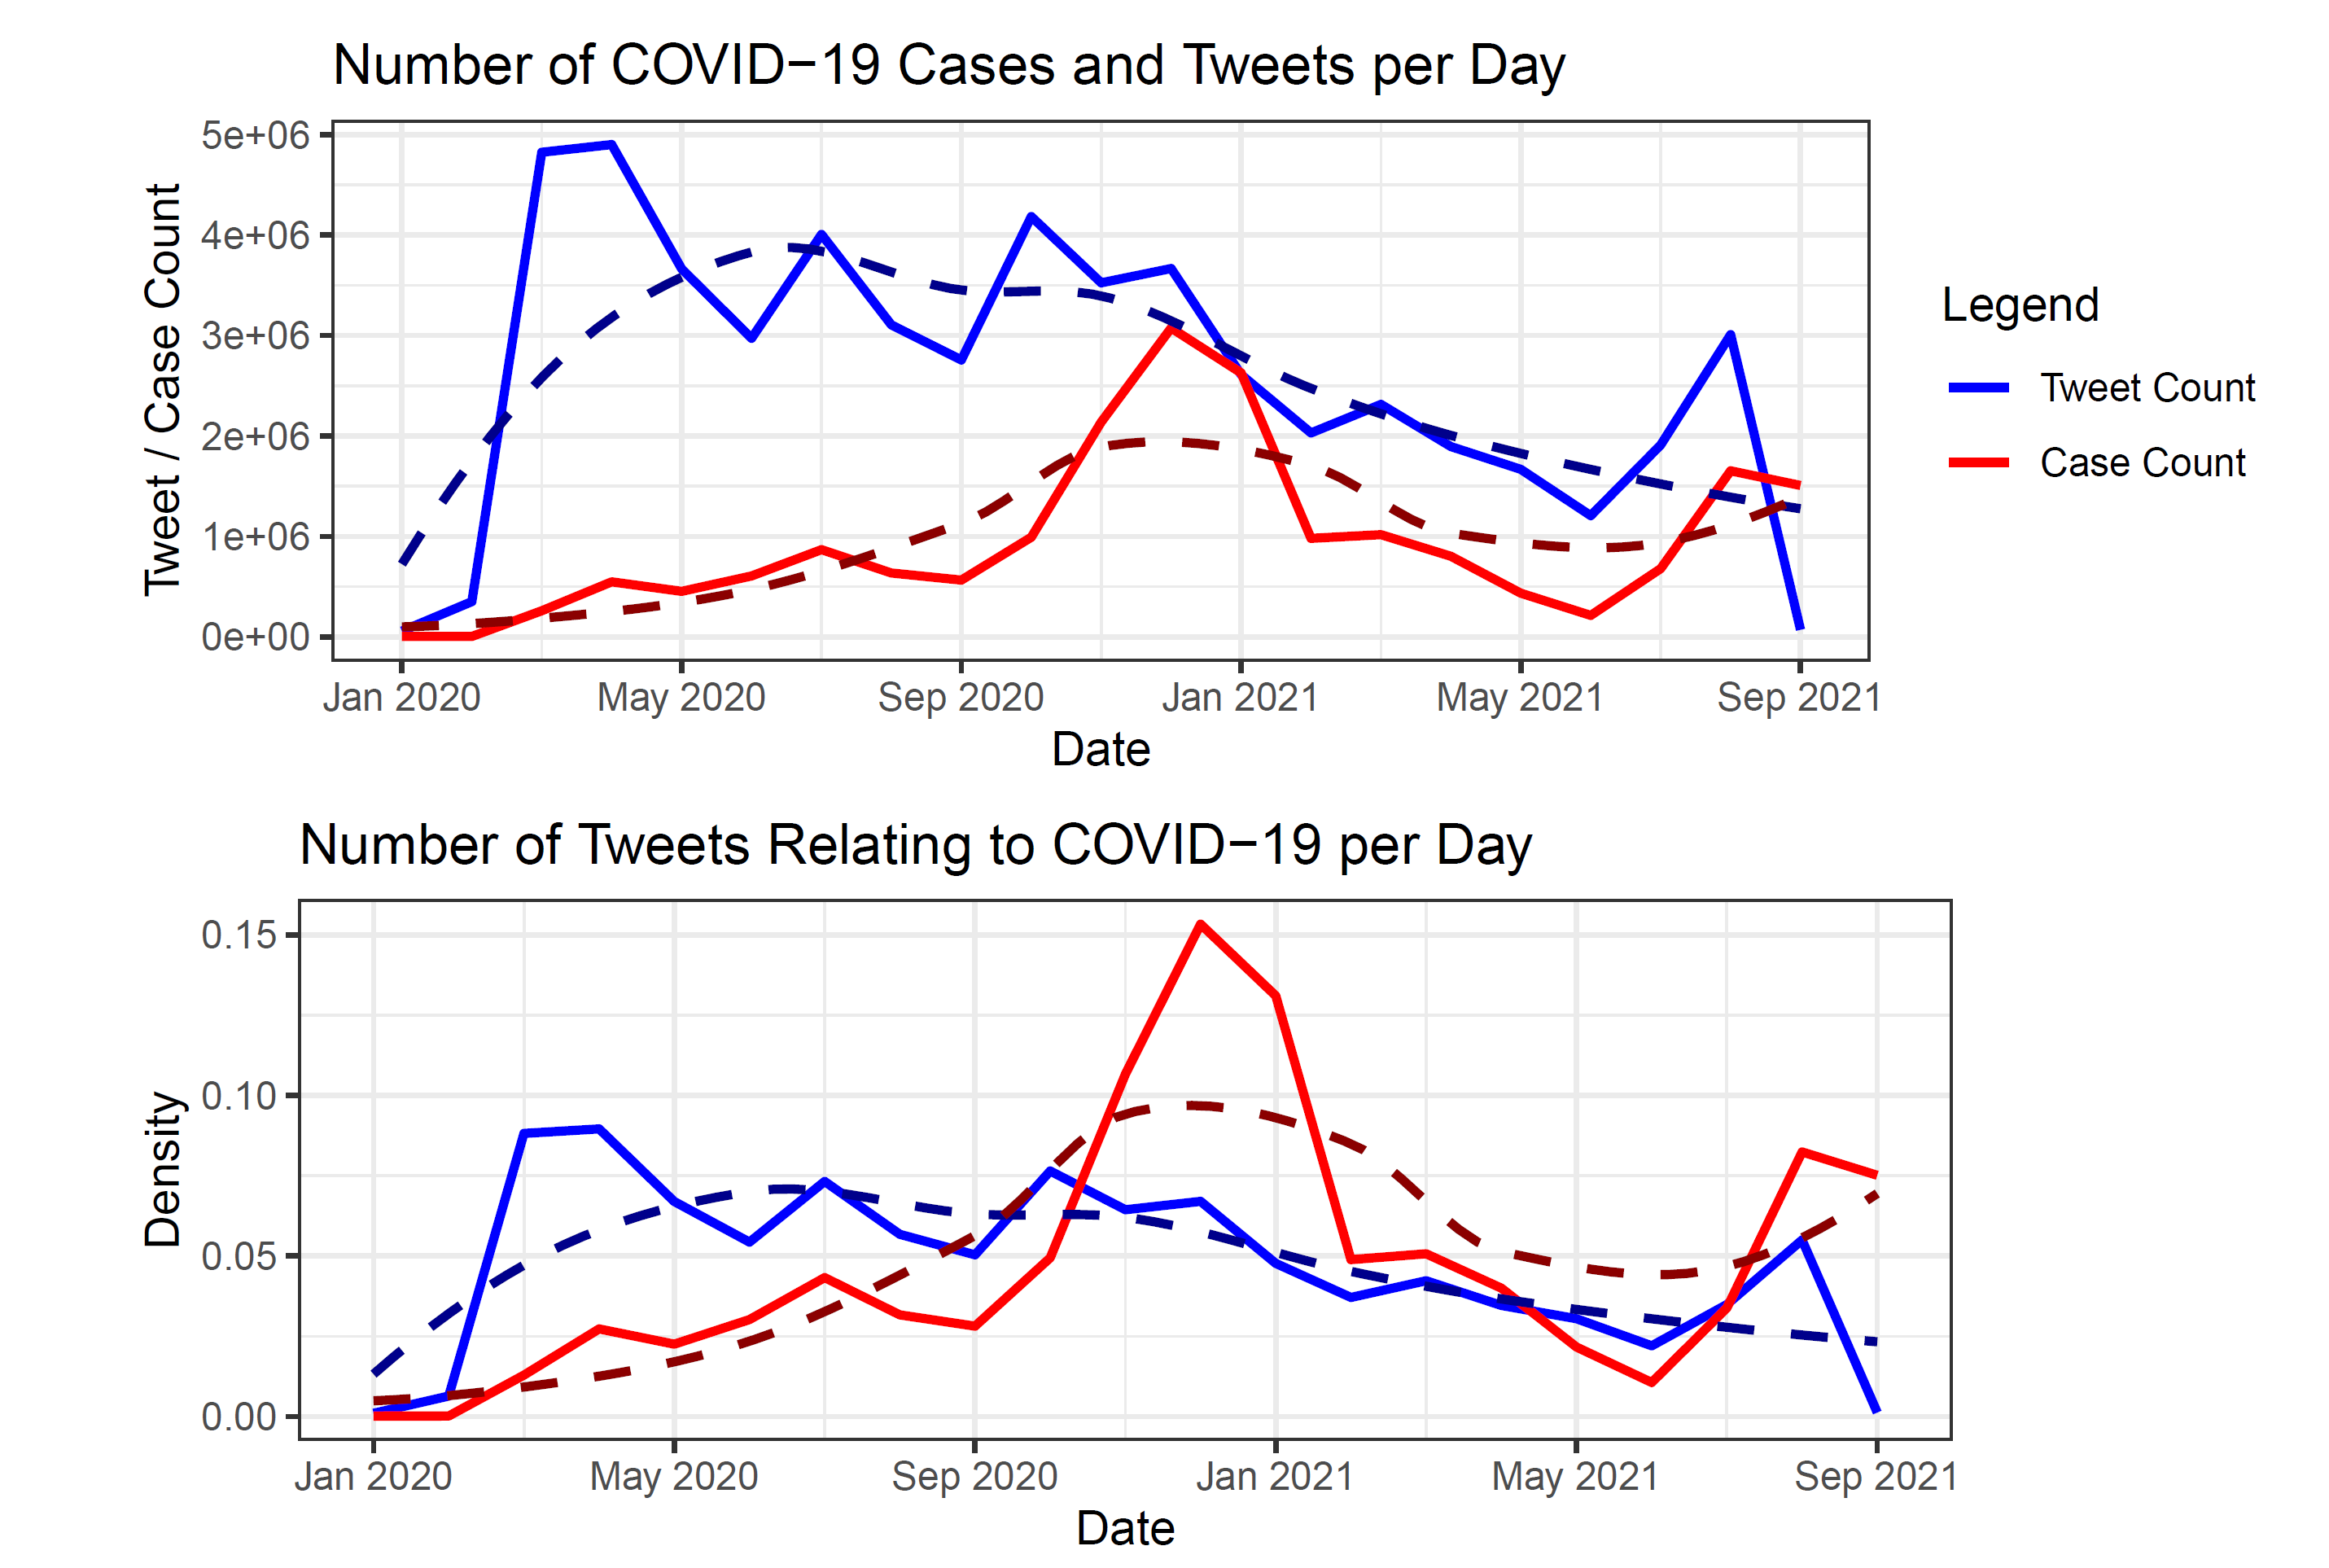 Number of COVID−19 Cases and Tweets per Day
5e+06
4e+06
3e+06
2e+06
1e+06
0e+00
Tweet / Case Count
Jan 2020 May 2020 Sep 2020 Jan 2021 May 2021 Sep 2021
Date
Legend
Tweet Count
Case Count
Number of Tweets Relating to COVID−19 per Day
0.15
0.10
0.05
0.00
Density
Jan 2020 May 2020 Sep 2020 Jan 2021 May 2021 Sep 2021
Date